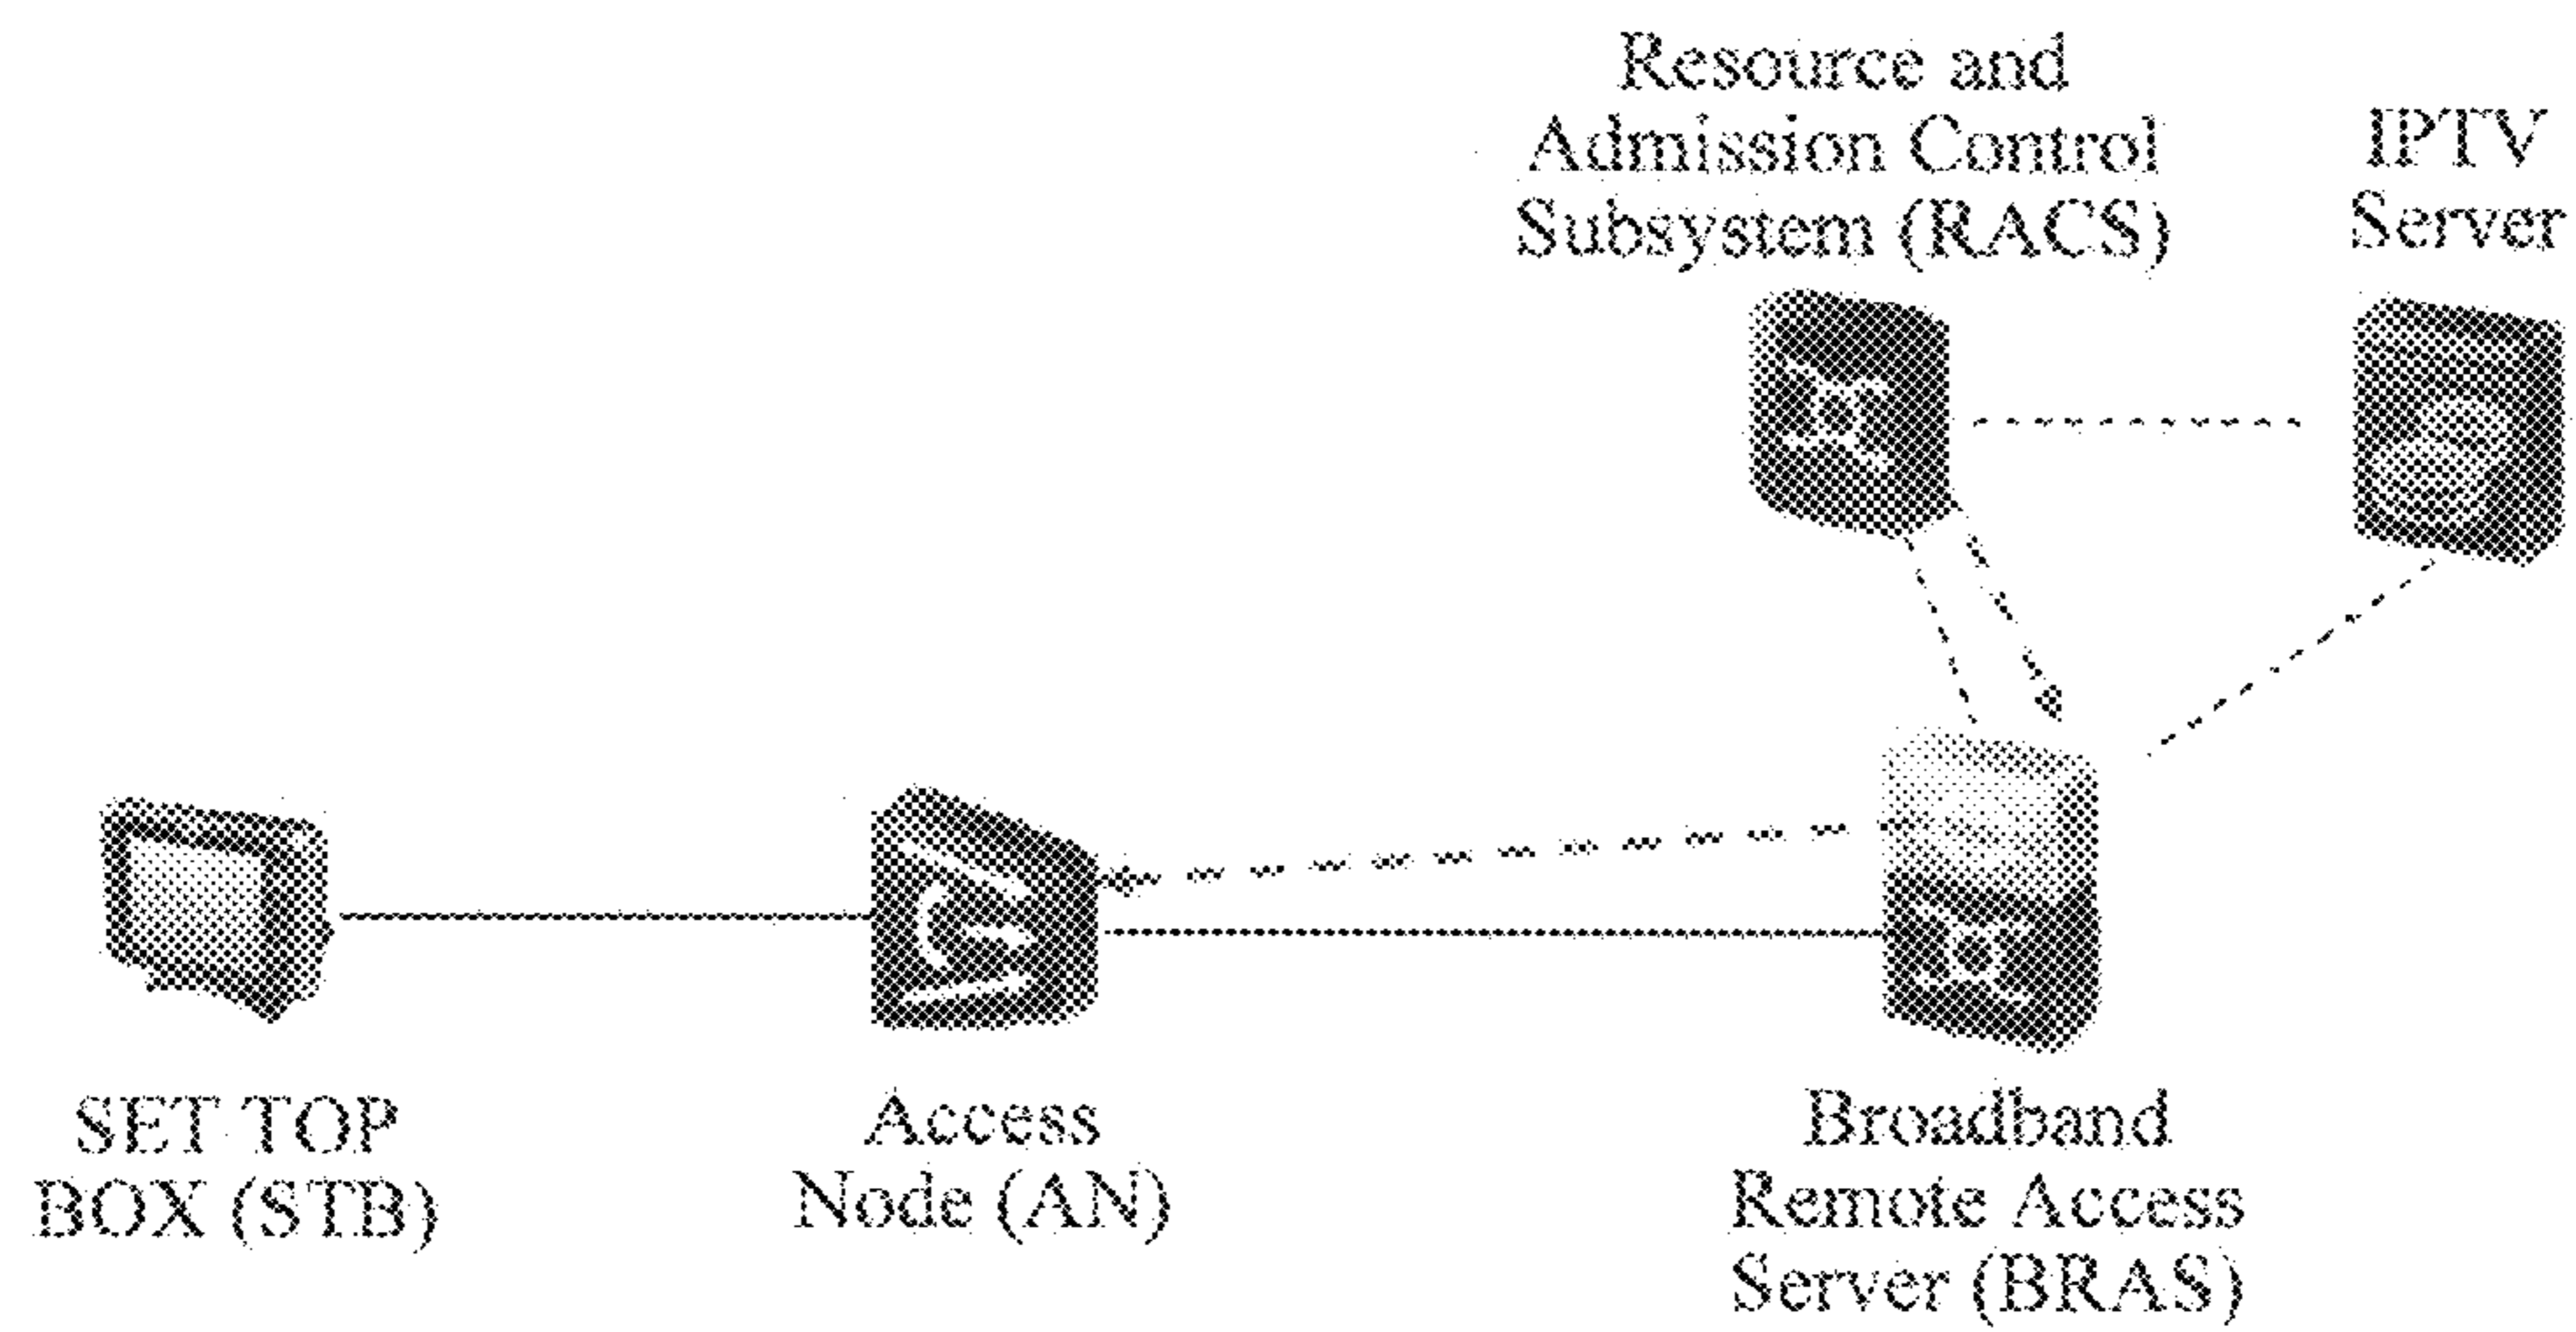 Resource and
Admission Control
Subsystem (RACS)
IPTV
Server
SET TOP
BOX (STB)
Access
Node (AN)
Broadband
Remote Access
Server (BRAS)